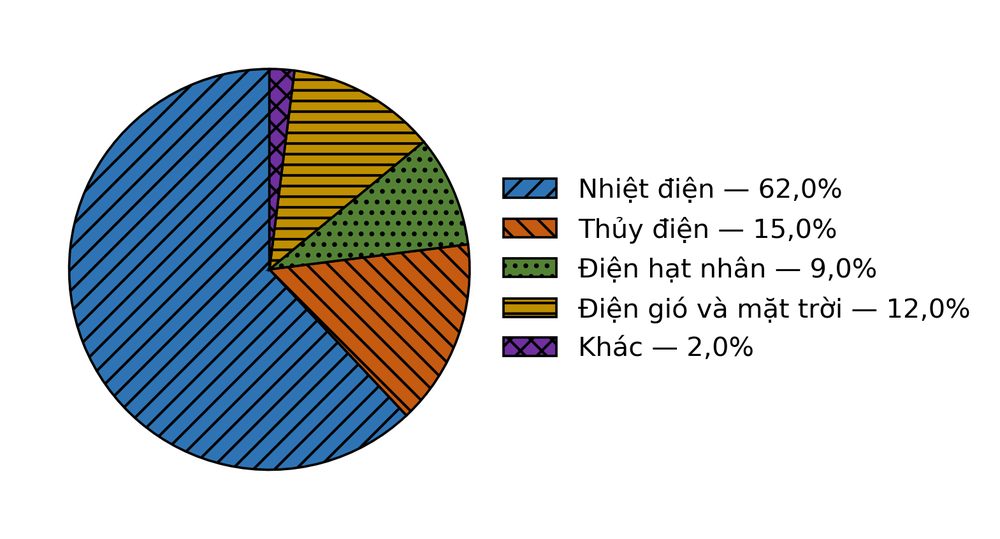 Nhiệt điện — 62,0%
Thủy điện — 15,0%
Điện hạt nhân — 9,0%
Điện gió và mặt trời — 12,0%
Khác — 2,0%